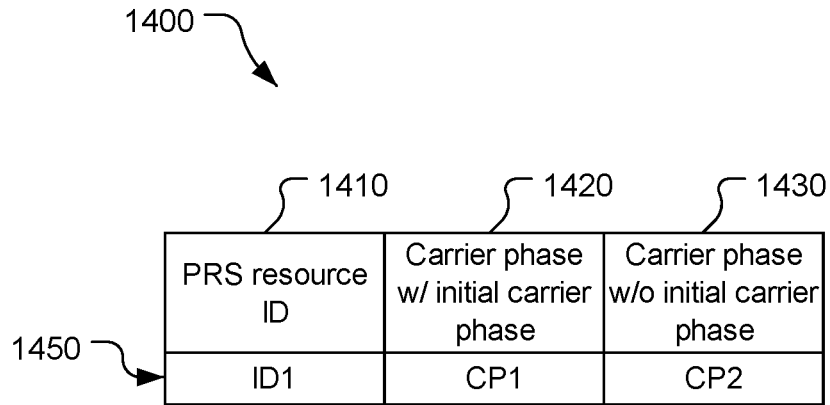 1400
1410
1420
1430
PRS resource
ID
Carrier phase
w/ initial carrier
phase
Carrier phase
w/o initial carrier
phase
1450
ID1
CP1
CP2